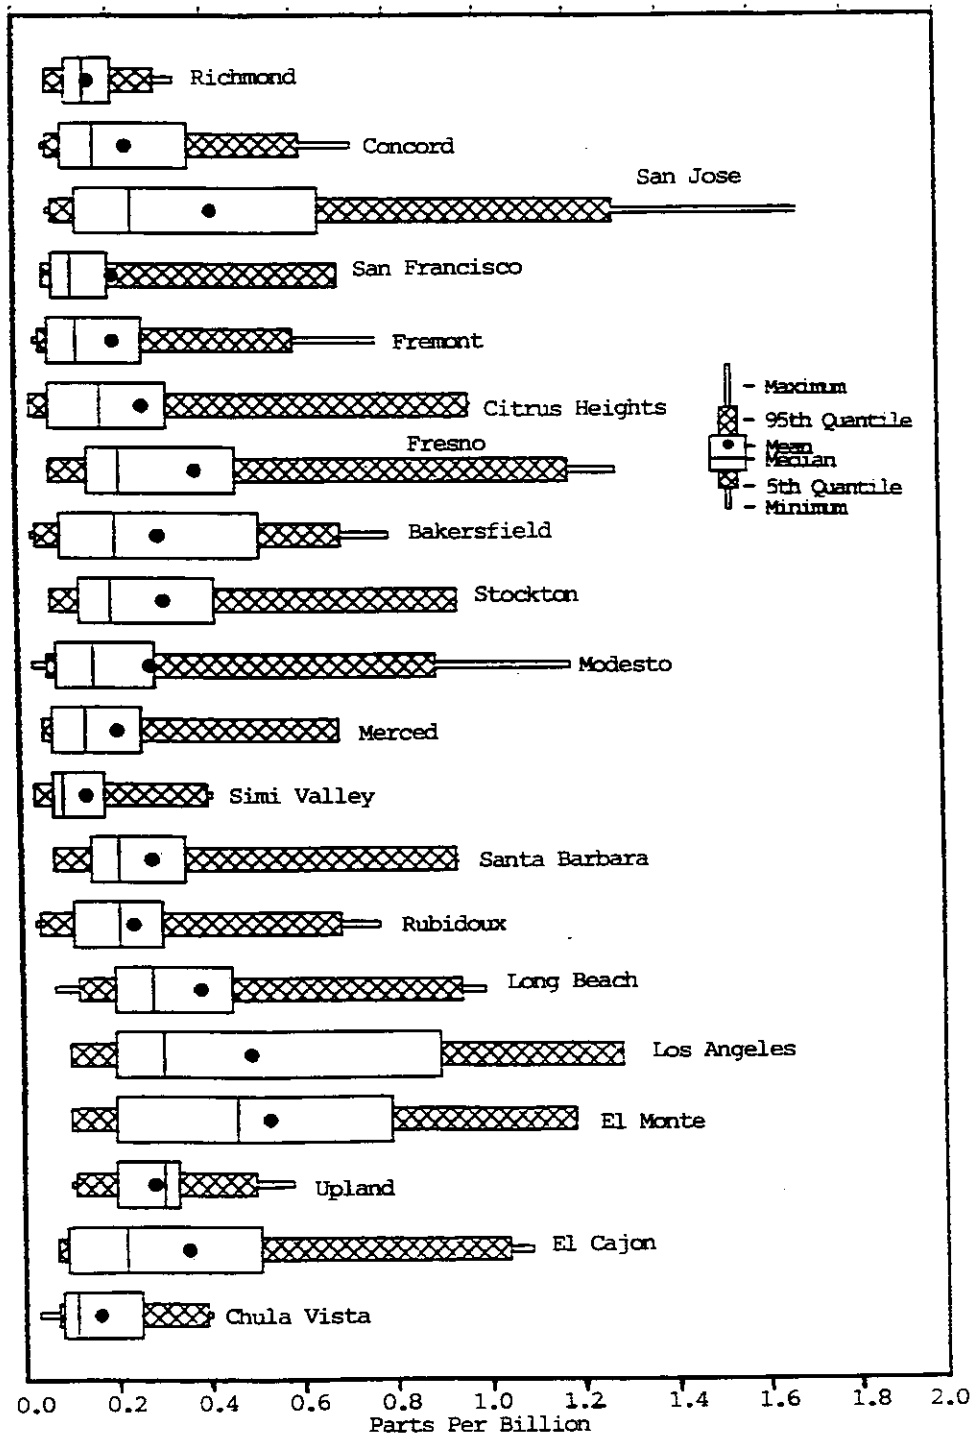 Richmond
Concord
San Jose
San Francisco
Fremont
Maximum
Citrus Heights
95th Quantile
Fresno
Mean
Median
5th Quantile
Minimum
Bakersfield
Stockton
Modesto
Merced
Simi Valley
Santa Barbara
Rubidoux
Long Beach
Los Angeles
El Monte
Upland
El Cajon
Chula Vista
0.0 0.2 0.4 0.6 0.8 1.0 1.2 1.4 1.6 1.8 2.0
Parts Per Billion